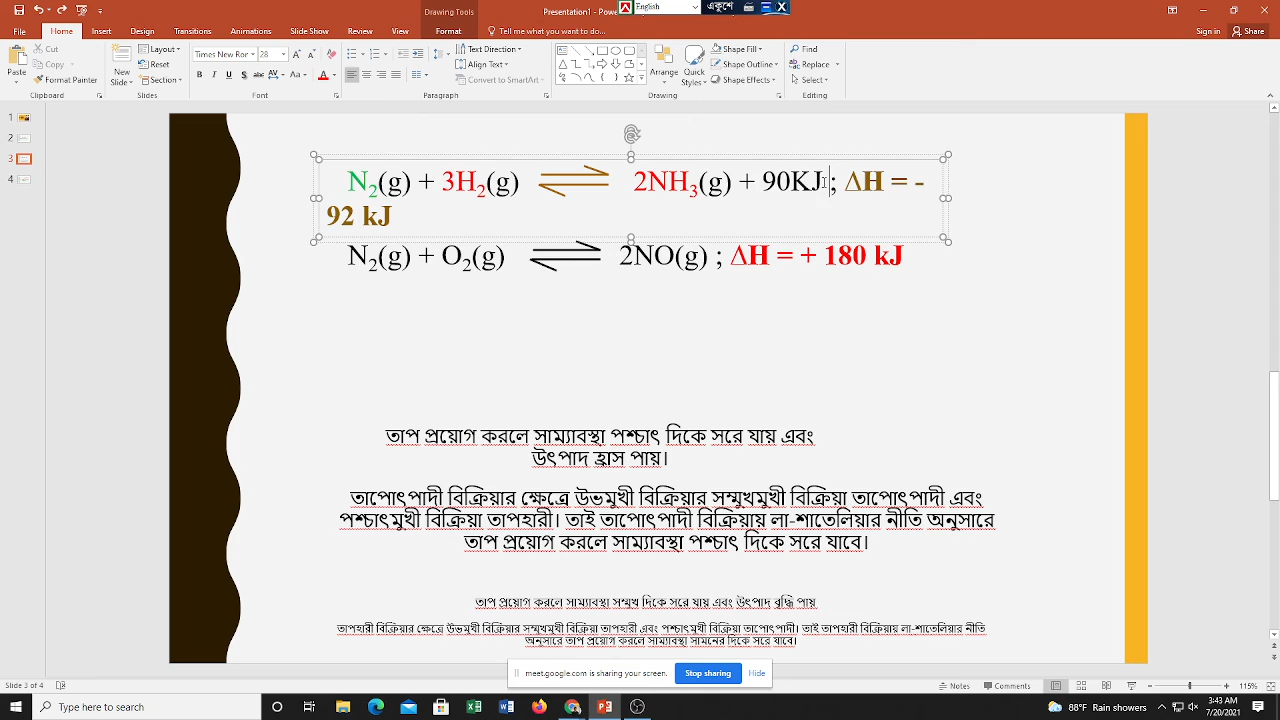 English
একুশে
Drawing Tools
Sign in
Share
File Home Insert Design Transitions Animations Slide Show Review View Format Tell me what you want to do...
Paste
Cut
Copy
Format Painter
Clipboard
New Slide
Layout
Reset
Section
Slides
Times New Ror 28
Font
Paragraph
Text Direction
Align Text
Convert to SmartArt
Arrange
Quick Styles
Shape Fill
Shape Outline
Shape Effects
Drawing
Find
Replace
Select
Editing
1
2
3
4
N₂(g) + 3H₂(g) ⇌ 2NH₃(g) + 90KJ ; ΔH = -
92 kJ
N₂(g) + O₂(g) ⇌ 2NO(g) ; ΔH = + 180 kJ
তাপ প্রয়োগ করলে সাম্যাবস্থা পশ্চাৎ দিকে সরে যায় এবং
উৎপাদ হ্রাস পায়।
তাপোৎপাদী বিক্রিয়ার ক্ষেত্রে উভমুখী বিক্রিয়ার সম্মুখমুখী বিক্রিয়া তাপোৎপাদী এবং
পশ্চাৎমুখী বিক্রিয়া তাপহারী। তাই তাপোৎপাদী বিক্রিয়ায় লা-শাতেলিয়ার নীতি অনুসারে
তাপ প্রয়োগ করলে সাম্যাবস্থা পশ্চাৎ দিকে সরে যাবে।
তাপ প্রয়োগ করলে সাম্যাবস্থা সম্মুখ দিকে সরে যায় এবং উৎপাদ বৃদ্ধি পায়
তাপহারী বিক্রিয়ার ক্ষেত্রে উভমুখী বিক্রিয়ার সম্মুখমুখী বিক্রিয়া তাপহারী এবং পশ্চাৎমুখী বিক্রিয়া তাপোৎপাদী। তাই তাপহারী বিক্রিয়ায় লা-শাতেলিয়ার নীতি
অনুসারে তাপ প্রয়োগ করলে সাম্যাবস্থা সামনের দিকে সরে যাবে।
meet.google.com is sharing your screen. Stop sharing Hide
Slide 3 of 4
Notes Comments 115%
Type here to search
88°F Rain showers
3:43 AM
7/20/2021